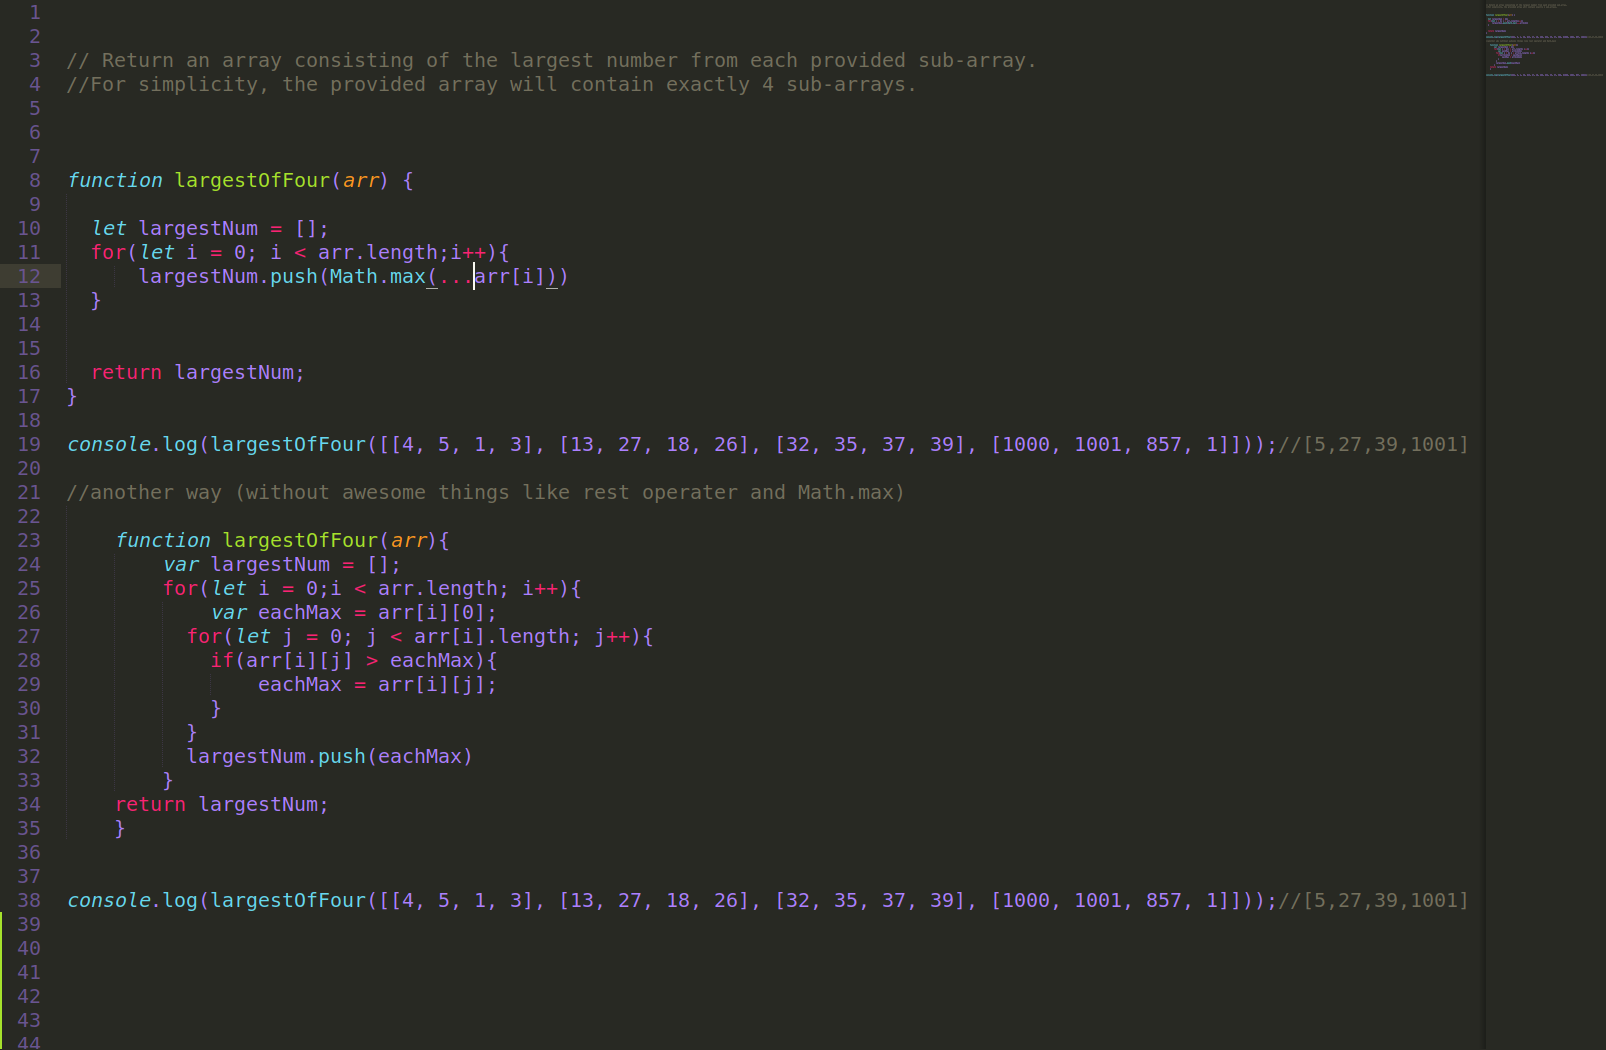 1
2
3 // Return an array consisting of the largest number from each provided sub-array.
4 //For simplicity, the provided array will contain exactly 4 sub-arrays.
5
6
7
8 function largestOfFour(arr) {
9
10 let largestNum = [];
11 for(let i = 0; i < arr.length;i++){
12 largestNum.push(Math.max(...arr[i]))
13 }
14
15
16 return largestNum;
17 }
18
19 console.log(largestOfFour([[4, 5, 1, 3], [13, 27, 18, 26], [32, 35, 37, 39], [1000, 1001, 857, 1]]));//[5,27,39,1001]
20
21 //another way (without awesome things like rest operater and Math.max)
22
23 function largestOfFour(arr){
24 var largestNum = [];
25 for(let i = 0;i < arr.length; i++){
26 var eachMax = arr[i][0];
27 for(let j = 0; j < arr[i].length; j++){
28 if(arr[i][j] > eachMax){
29 eachMax = arr[i][j];
30 }
31 }
32 largestNum.push(eachMax)
33 }
34 return largestNum;
35 }
36
37
38 console.log(largestOfFour([[4, 5, 1, 3], [13, 27, 18, 26], [32, 35, 37, 39], [1000, 1001, 857, 1]]));//[5,27,39,1001]
39
40
41
42
43
44